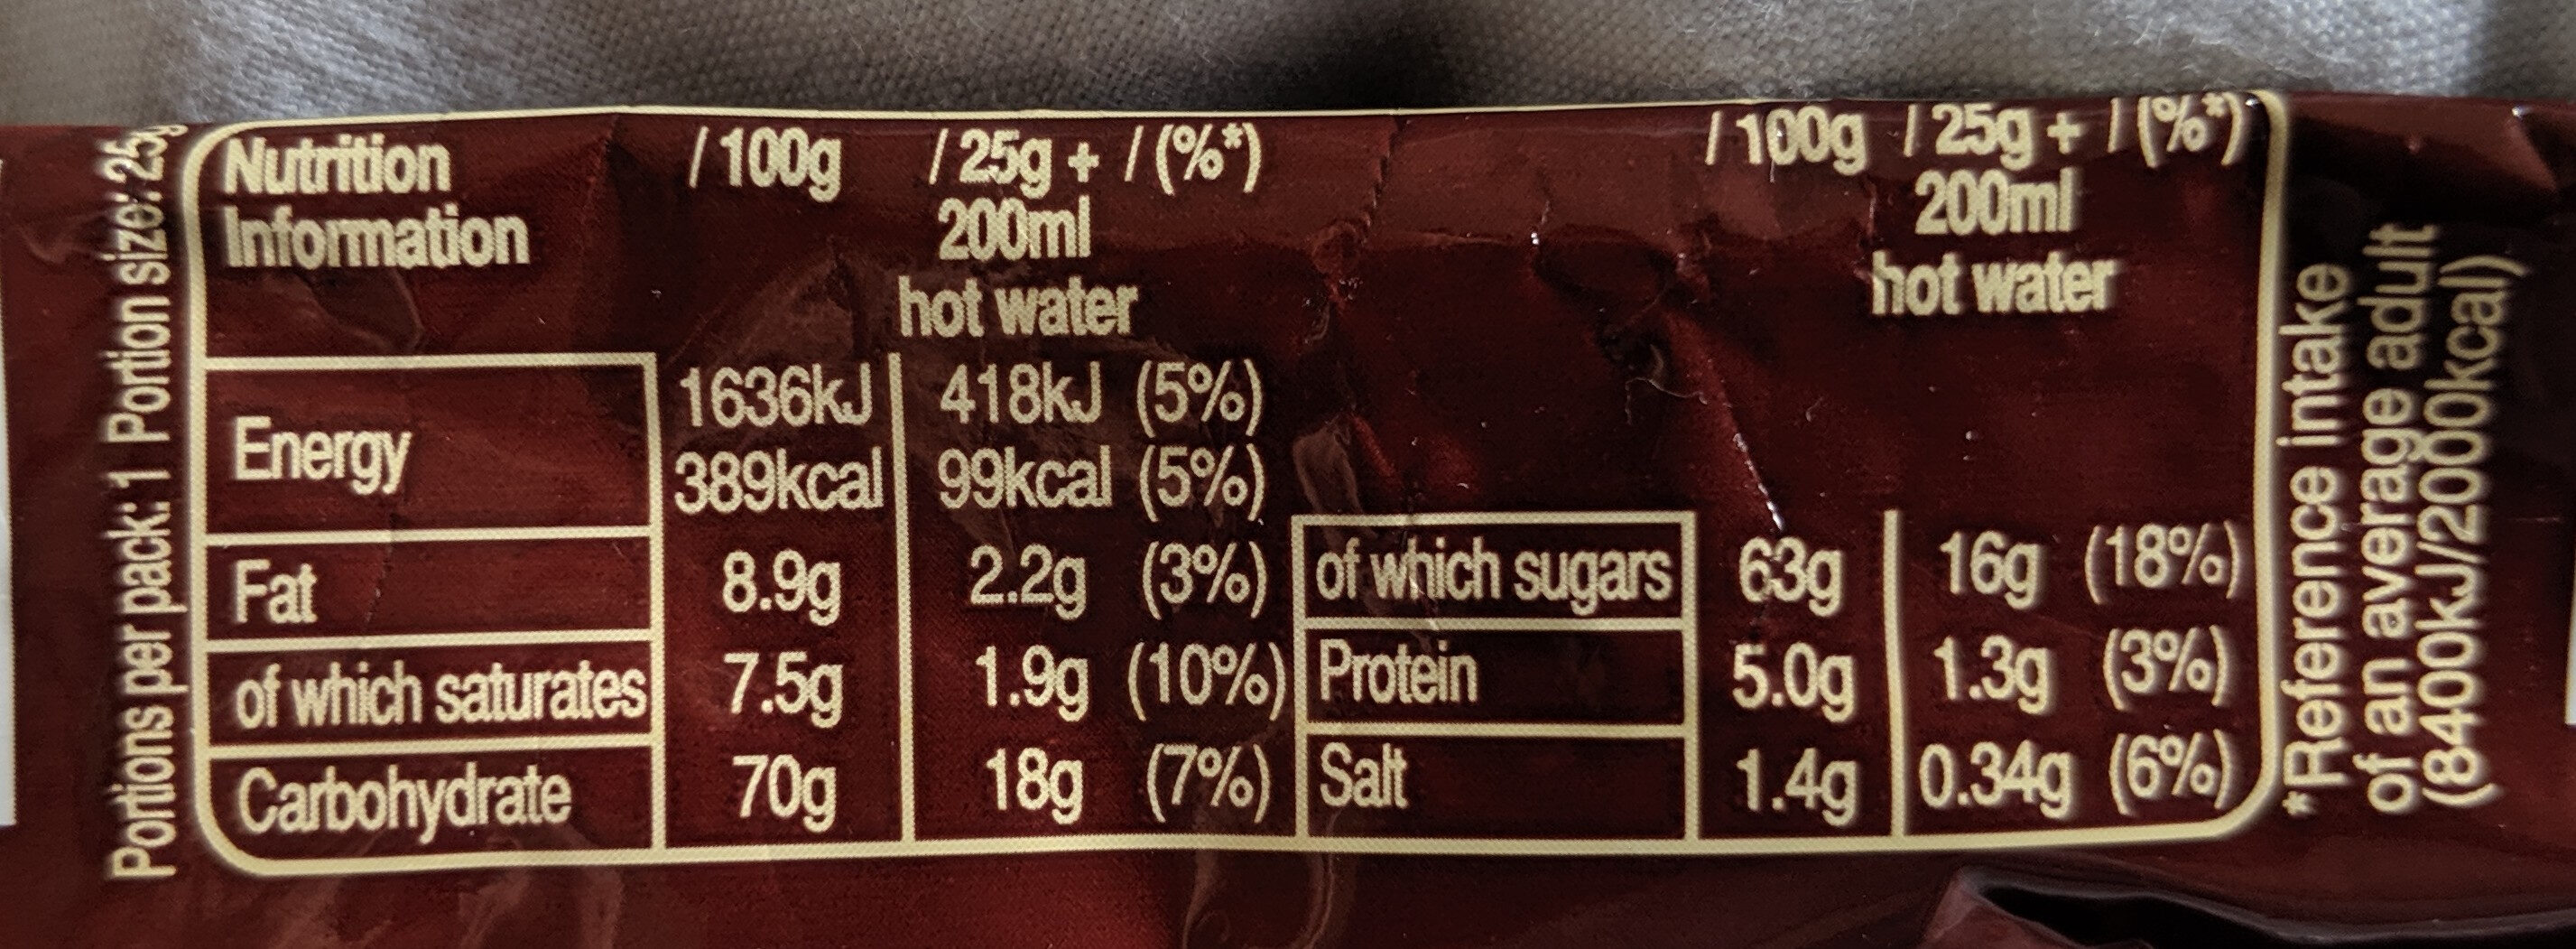 Portions per pack: 1 Portion size: 25g
Nutrition / 100g / 25g + / (%*)
Information 200ml
hot water
Energy 1636kJ 418kJ (5%)
389kcal 99kcal (5%)
Fat 8.9g 2.2g (3%)
of which saturates 7.5g 1.9g (10%)
Carbohydrate 70g 18g (7%)
/ 100g / 25g + / (%*)
200ml
hot water
of which sugars 63g 16g (18%)
Protein 5.0g 1.3g (3%)
Salt 1.4g 0.34g (6%)
*Reference intake
of an average adult
(8400kJ/2000kcal)